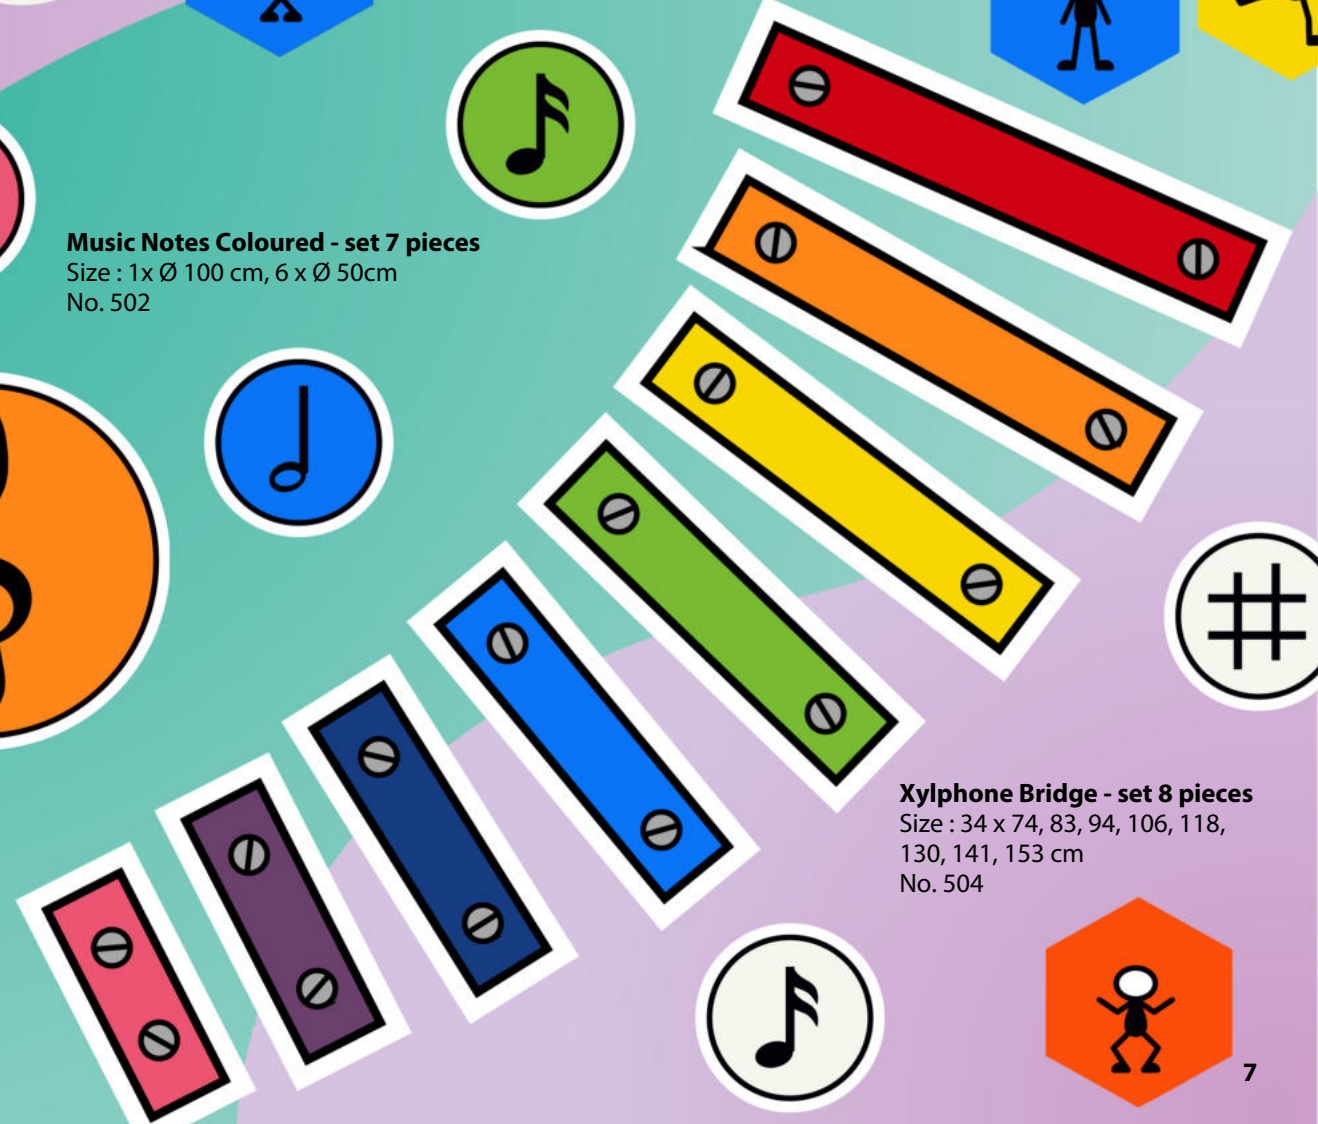 Music Notes Coloured - set 7 pieces
Size : 1x Ø 100 cm, 6 x Ø 50cm
No. 502
Xylphone Bridge - set 8 pieces
Size : 34 x 74, 83, 94, 106, 118,
130, 141, 153 cm
No. 504
7